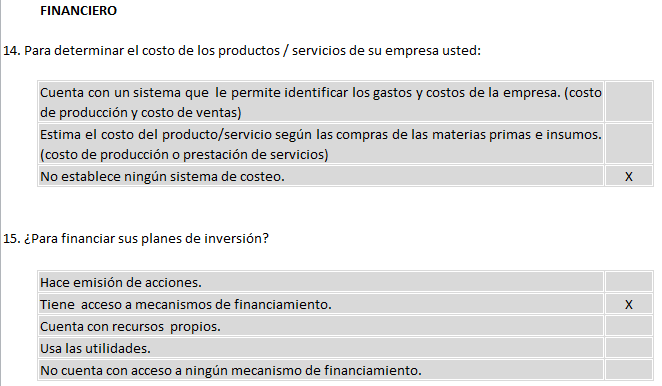 FINANCIERO
14. Para determinar el costo de los productos / servicios de su empresa usted:
Cuenta con un sistema que le permite identificar los gastos y costos de la empresa. (costo
de producción y costo de ventas)
Estima el costo del producto/servicio según las compras de las materias primas e insumos.
(costo de producción o prestación de servicios)
No establece ningún sistema de costeo. X
15. ¿Para financiar sus planes de inversión?
Hace emisión de acciones.
Tiene acceso a mecanismos de financiamiento. X
Cuenta con recursos propios.
Usa las utilidades.
No cuenta con acceso a ningún mecanismo de financiamiento.